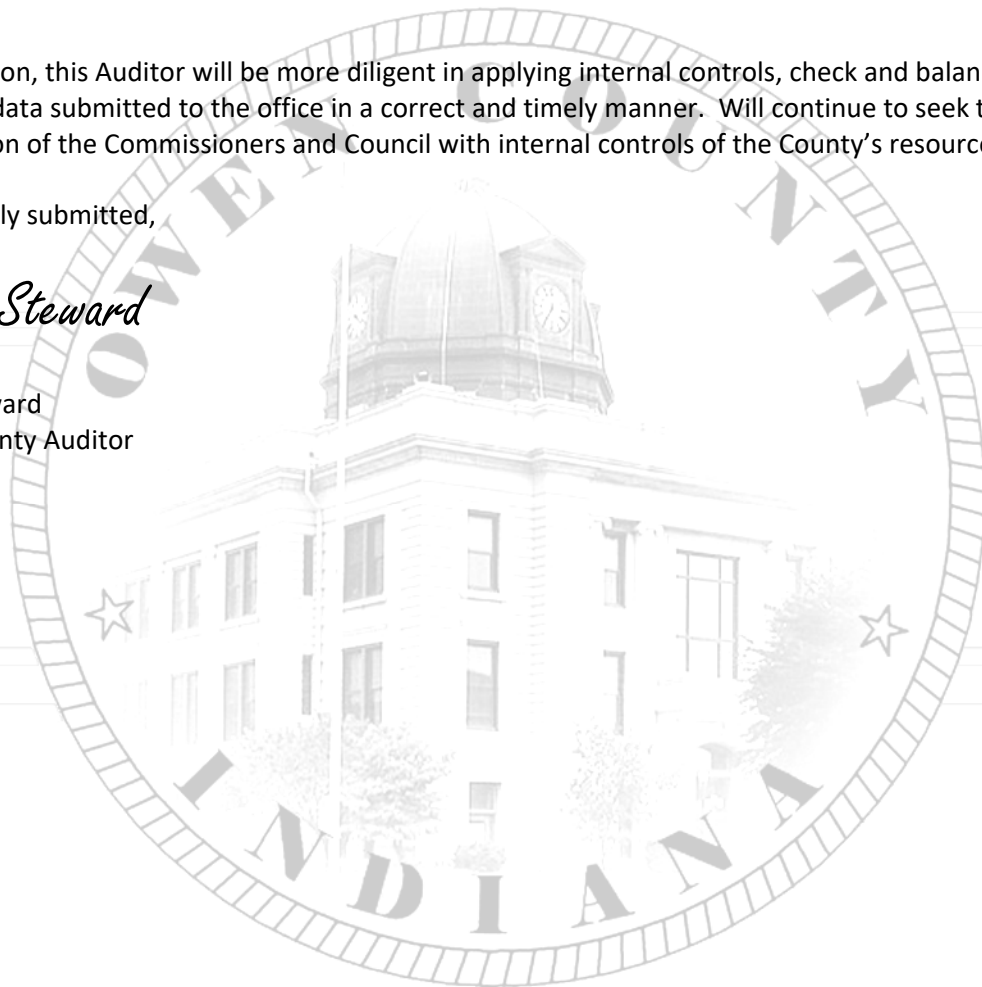 on, this Auditor will be more diligent in applying internal controls, check and balan
data submitted to the office in a correct and timely manner.  Will continue to seek t
on of the Commissioners and Council with internal controls of the County's resourc
ly submitted,
Steward
ard
nty Auditor
OWEN COUNTY
INDIANA